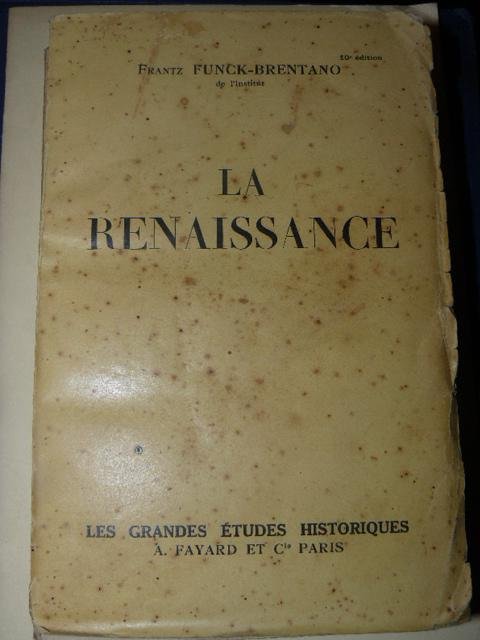 10e édition
FRANTZ FUNCK-BRENTANO
de l'Institut
LA
RENAISSANCE
LES GRANDES ÉTUDES HISTORIQUES
A. FAYARD ET Cie PARIS